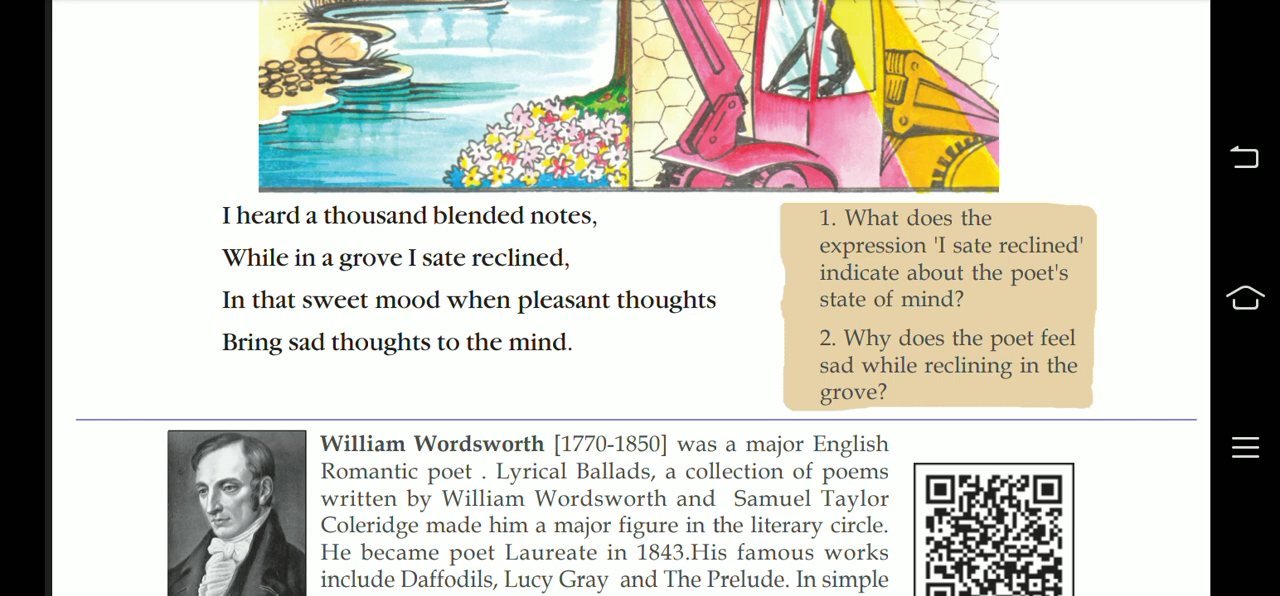 I heard a thousand blended notes,
While in a grove I sate reclined,
In that sweet mood when pleasant thoughts
Bring sad thoughts to the mind.
1. What does the
expression 'I sate reclined'
indicate about the poet's
state of mind?
2. Why does the poet feel
sad while reclining in the
grove?
William Wordsworth [1770-1850] was a major English
Romantic poet . Lyrical Ballads, a collection of poems
written by William Wordsworth and Samuel Taylor
Coleridge made him a major figure in the literary circle.
He became poet Laureate in 1843.His famous works
include Daffodils, Lucy Gray and The Prelude. In simple